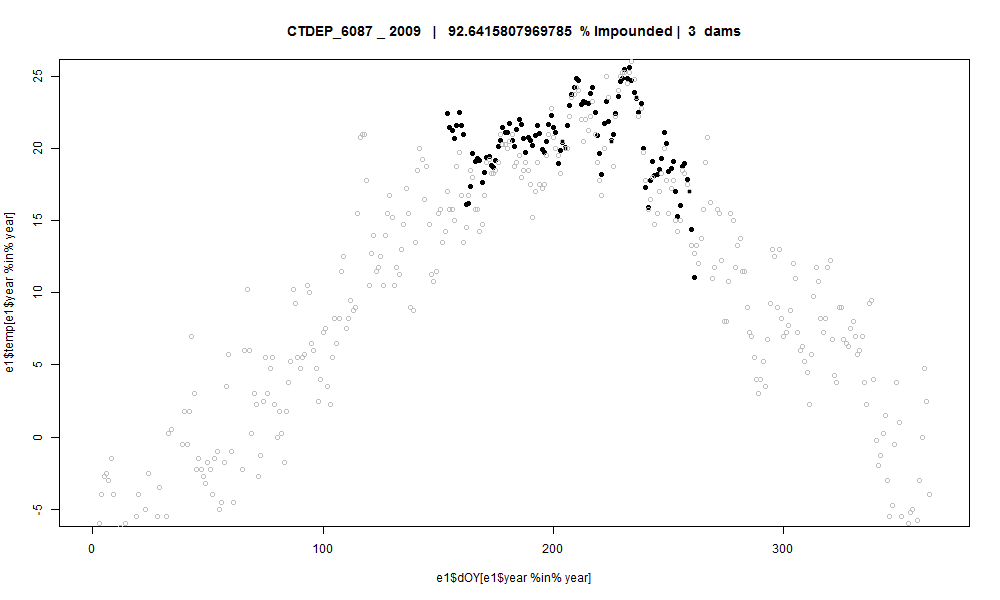 CTDEP_6087 _ 2009 | 92.6415807969785 % Impounded | 3 dams
e1$temp[e1$year %in% year]
25
20
15
10
5
0
-5
0 100 200 300
e1$dOY[e1$year %in% year]